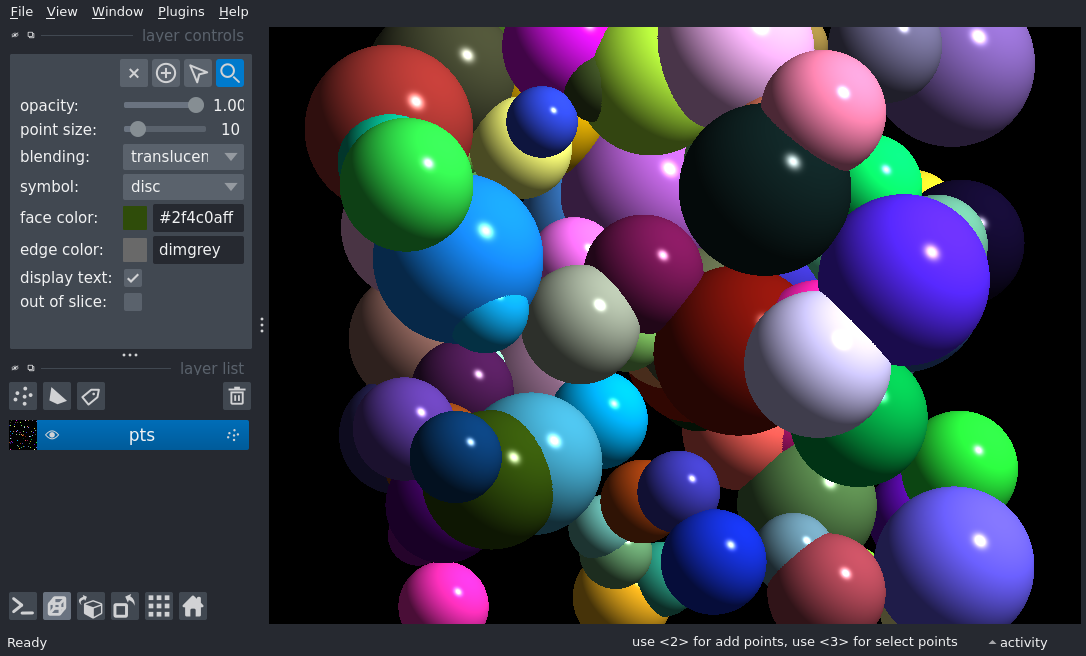 File View Window Plugins Help
layer controls
opacity: 1.00
point size: 10
blending: translucen
symbol: disc
face color: #2f4c0aff
edge color: dimgrey
display text:
out of slice:
layer list
pts
Ready use <2> for add points, use <3> for select points activity